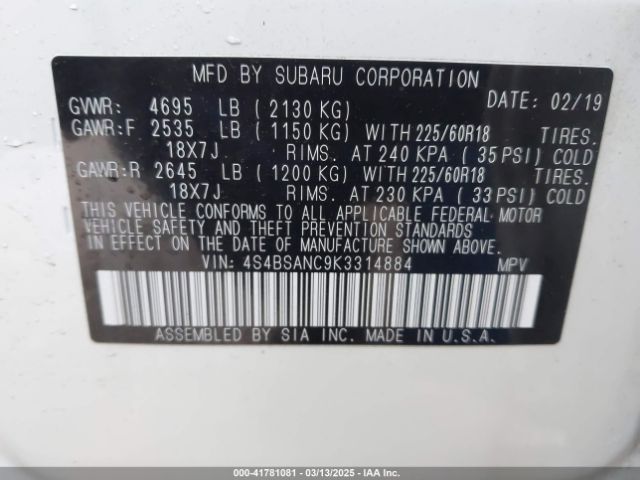 MFD BY SUBARU CORPORATION
DATE: 02/19
GVWR: 4695 LB ( 2130 KG)
GAWR:F 2535 LB ( 1150 KG) WITH 225/60R18 TIRES.
18X7J RIMS. AT 240 KPA ( 35 PSI) COLD
GAWR:R 2645 LB ( 1200 KG) WITH 225/60R18 TIRES.
18X7J RIMS. AT 230 KPA ( 33 PSI) COLD
THIS VEHICLE CONFORMS TO ALL APPLICABLE FEDERAL MOTOR
VEHICLE SAFETY AND THEFT PREVENTION STANDARDS
IN EFFECT ON THE DATE OF MANUFACTURE SHOWN ABOVE.
VIN: 4S4BSANC9K3314884 MPV
ASSEMBLED BY SIA INC. MADE IN U.S.A.
000-41781081 - 03/13/2025 - IAAI.COM